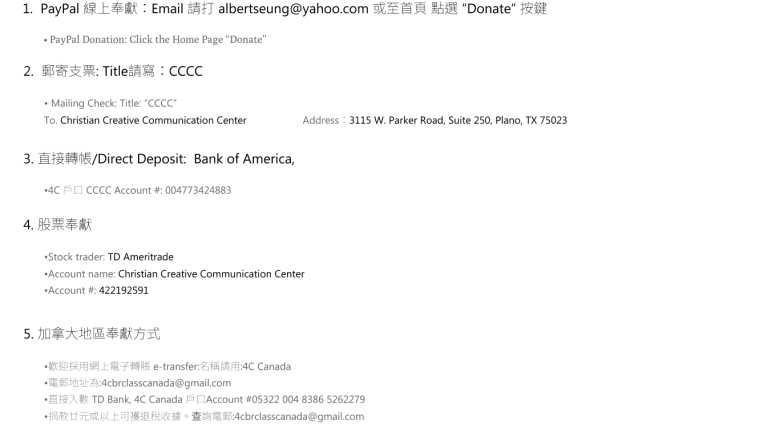 1. PayPal 線上奉獻：Email 請打 albertseung@yahoo.com 或至首頁 點選 “Donate” 按鍵
• PayPal Donation: Click the Home Page “Donate”
2. 郵寄支票: Title請寫：CCCC
• Mailing Check: Title: “CCCC”
To. Christian Creative Communication Center Address：3115 W. Parker Road, Suite 250, Plano, TX 75023
3. 直接轉帳/Direct Deposit: Bank of America,
•4C 戶口 CCCC Account #: 004773424883
4. 股票奉獻
•Stock trader: TD Ameritrade
•Account name: Christian Creative Communication Center
•Account #: 422192591
5. 加拿大地區奉獻方式
•歡迎採用網上電子轉賬 e-transfer:名稱請用:4C Canada
•電郵地址為:4cbrclasscanada@gmail.com
•直接入數 TD Bank, 4C Canada 戶口Account #05322 004 8386 5262279
•捐款廿元或以上可獲退稅收據。查詢電郵:4cbrclasscanada@gmail.com